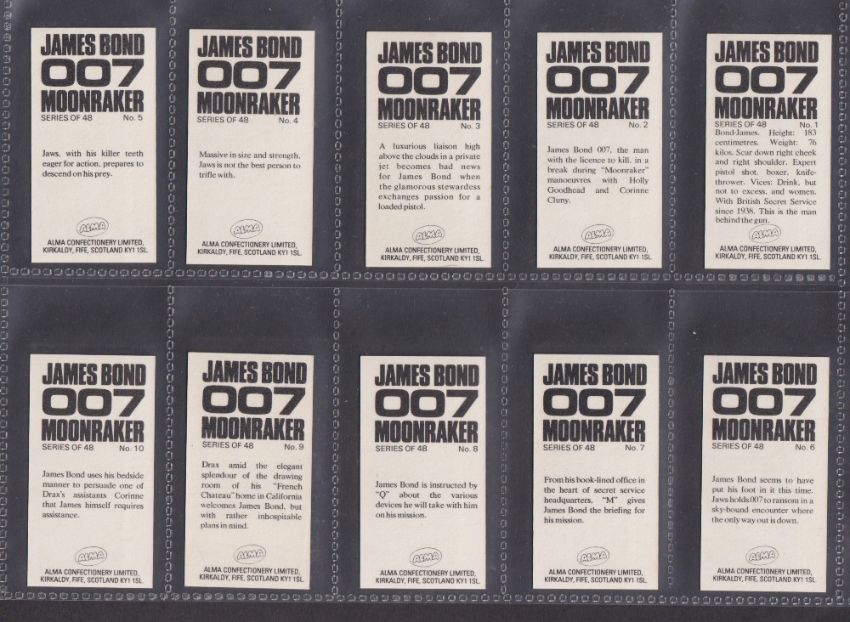 JAMES BOND
007
MOONRAKER
SERIES OF 48 No. 5
Jaws, with his killer teeth
eager for action, prepares to
descend on his prey.
ALMA
ALMA CONFECTIONERY LIMITED,
KIRKALDY, FIFE, SCOTLAND KY1 1SL.
JAMES BOND
007
MOONRAKER
SERIES OF 48 No. 4
Massive in size and strength,
Jaws is not the best person to
trifle with.
ALMA
ALMA CONFECTIONERY LIMITED,
KIRKALDY, FIFE, SCOTLAND KY1 1SL.
JAMES BOND
007
MOONRAKER
SERIES OF 48 No. 3
A luxurious liaison high
above the clouds in a private
jet becomes bad news
for James Bond when
the glamorous stewardess
exchanges passion for a
loaded pistol.
ALMA
ALMA CONFECTIONERY LIMITED,
KIRKALDY, FIFE, SCOTLAND KY1 1SL.
JAMES BOND
007
MOONRAKER
SERIES OF 48 No. 2
James Bond 007, the man
with the licence to kill, in a
break during "Moonraker"
manoeuvres with Holly
Goodhead and Corinne
Cluny.
ALMA
ALMA CONFECTIONERY LIMITED,
KIRKALDY, FIFE, SCOTLAND KY1 1SL.
JAMES BOND
007
MOONRAKER
SERIES OF 48 No. 1
Bond-James. Height: 183
centimetres. Weight: 76
kilos. Scar down right cheek
and right shoulder. Expert
pistol shot, boxer, knife-
thrower. Vices: Drink, but
not to excess, and women.
With British Secret Service
since 1938. This is the man
behind the gun.
ALMA
ALMA CONFECTIONERY LIMITED,
KIRKALDY, FIFE, SCOTLAND KY1 1SL.
JAMES BOND
007
MOONRAKER
SERIES OF 48 No. 10
James Bond uses his bedside
manner to persuade one of
Drax's assistants Corinne
that James himself requires
assistance.
ALMA
ALMA CONFECTIONERY LIMITED,
KIRKALDY, FIFE, SCOTLAND KY1 1SL.
JAMES BOND
007
MOONRAKER
SERIES OF 48 No. 9
Drax amid the elegant
splendour of the drawing
room of his "French
Chateau" home in California
welcomes James Bond, but
with rather inhospitable
plans in mind.
ALMA
ALMA CONFECTIONERY LIMITED,
KIRKALDY, FIFE, SCOTLAND KY1 1SL.
JAMES BOND
007
MOONRAKER
SERIES OF 48 No. 8
James Bond is instructed by
"Q" about the various
devices he will take with him
on his mission.
ALMA
ALMA CONFECTIONERY LIMITED,
KIRKALDY, FIFE, SCOTLAND KY1 1SL.
JAMES BOND
007
MOONRAKER
SERIES OF 48 No. 7
From his book-lined office in
the heart of secret service
headquarters, "M" gives
James Bond the briefing for
his mission.
ALMA
ALMA CONFECTIONERY LIMITED,
KIRKALDY, FIFE, SCOTLAND KY1 1SL.
JAMES BOND
007
MOONRAKER
SERIES OF 48 No. 6
James Bond seems to have
put his foot in it this time.
Jaws holds 007 to ransom in a
sky-bound encounter where
the only way out is down.
ALMA
ALMA CONFECTIONERY LIMITED,
KIRKALDY, FIFE, SCOTLAND KY1 1SL.